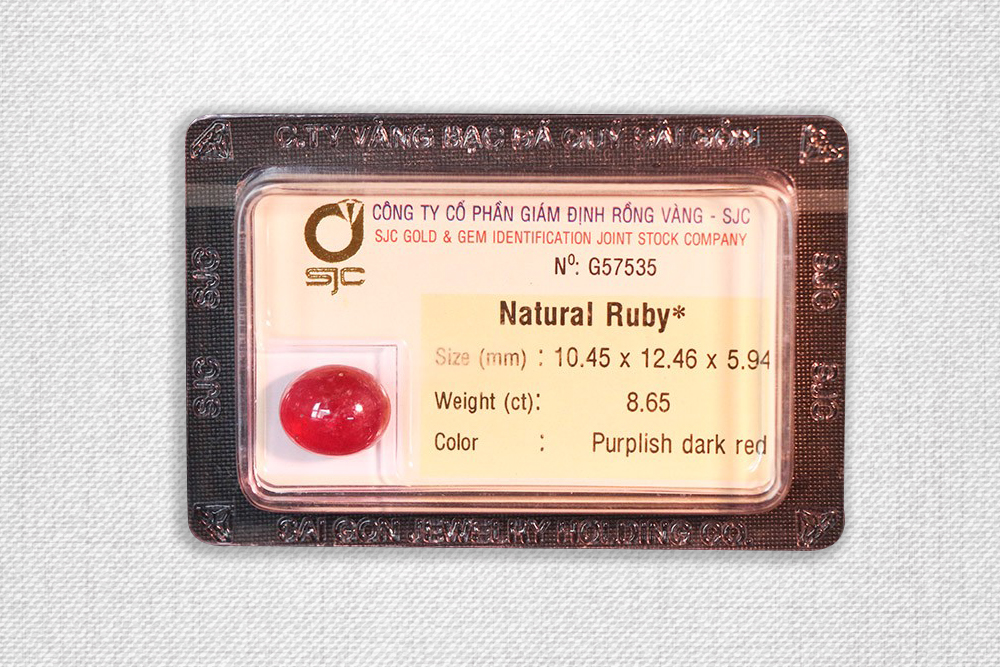 C.TY VÀNG BẠC ĐÁ QUÝ SÀI GÒN
CÔNG TY CỔ PHẦN GIÁM ĐỊNH RỒNG VÀNG - SJC
SJC GOLD & GEM IDENTIFICATION JOINT STOCK COMPANY
SJC
Nº: G57535
Natural Ruby*
Size (mm) : 10.45 x 12.46 x 5.94
Weight (ct): 8.65
Color : Purplish dark red
SJC
SJC
SJC
SJC
SAI GON JEWELRY HOLDING CO.